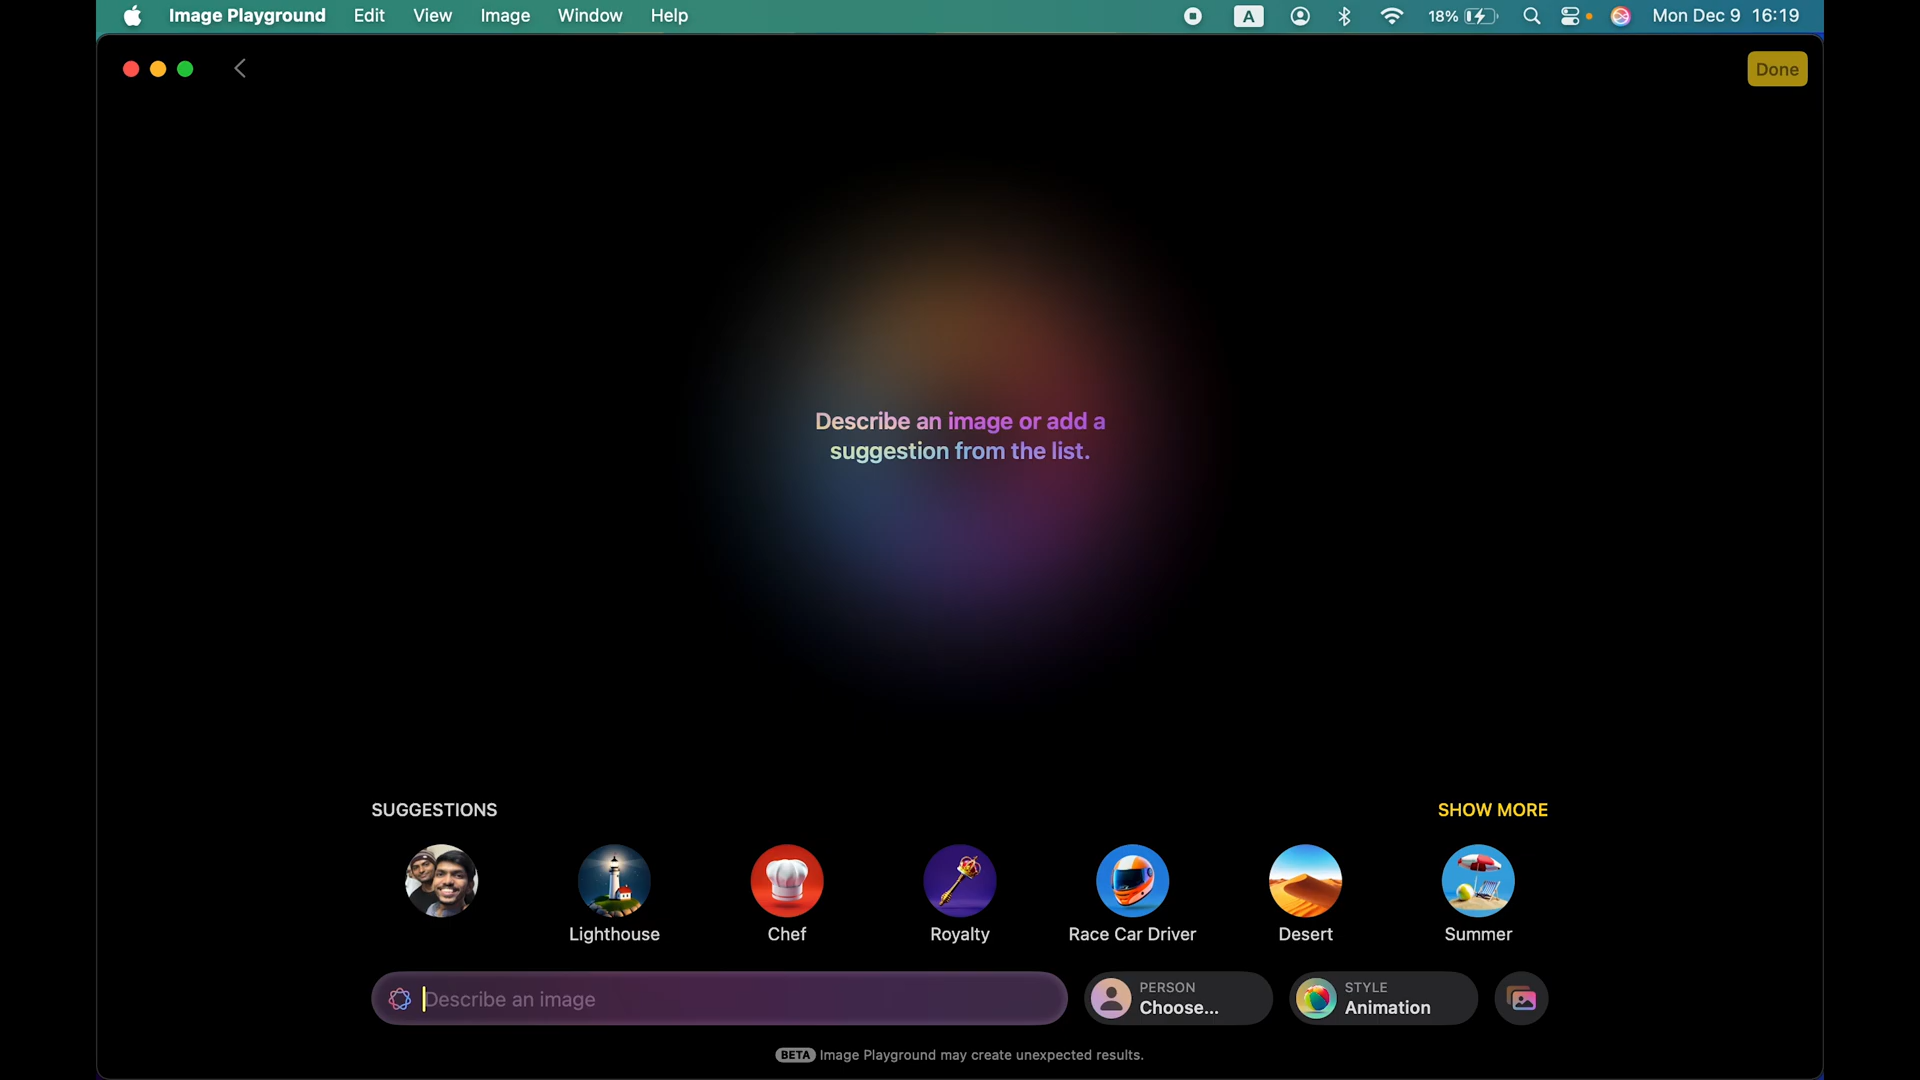 Image Playground Edit View Image Window Help A 18% Mon Dec 9 16:19
Done
Describe an image or add a
suggestion from the list.
SUGGESTIONS SHOW MORE
Lighthouse Chef Royalty Race Car Driver Desert Summer
Describe an image
PERSON
Choose...
STYLE
Animation
BETA Image Playground may create unexpected results.